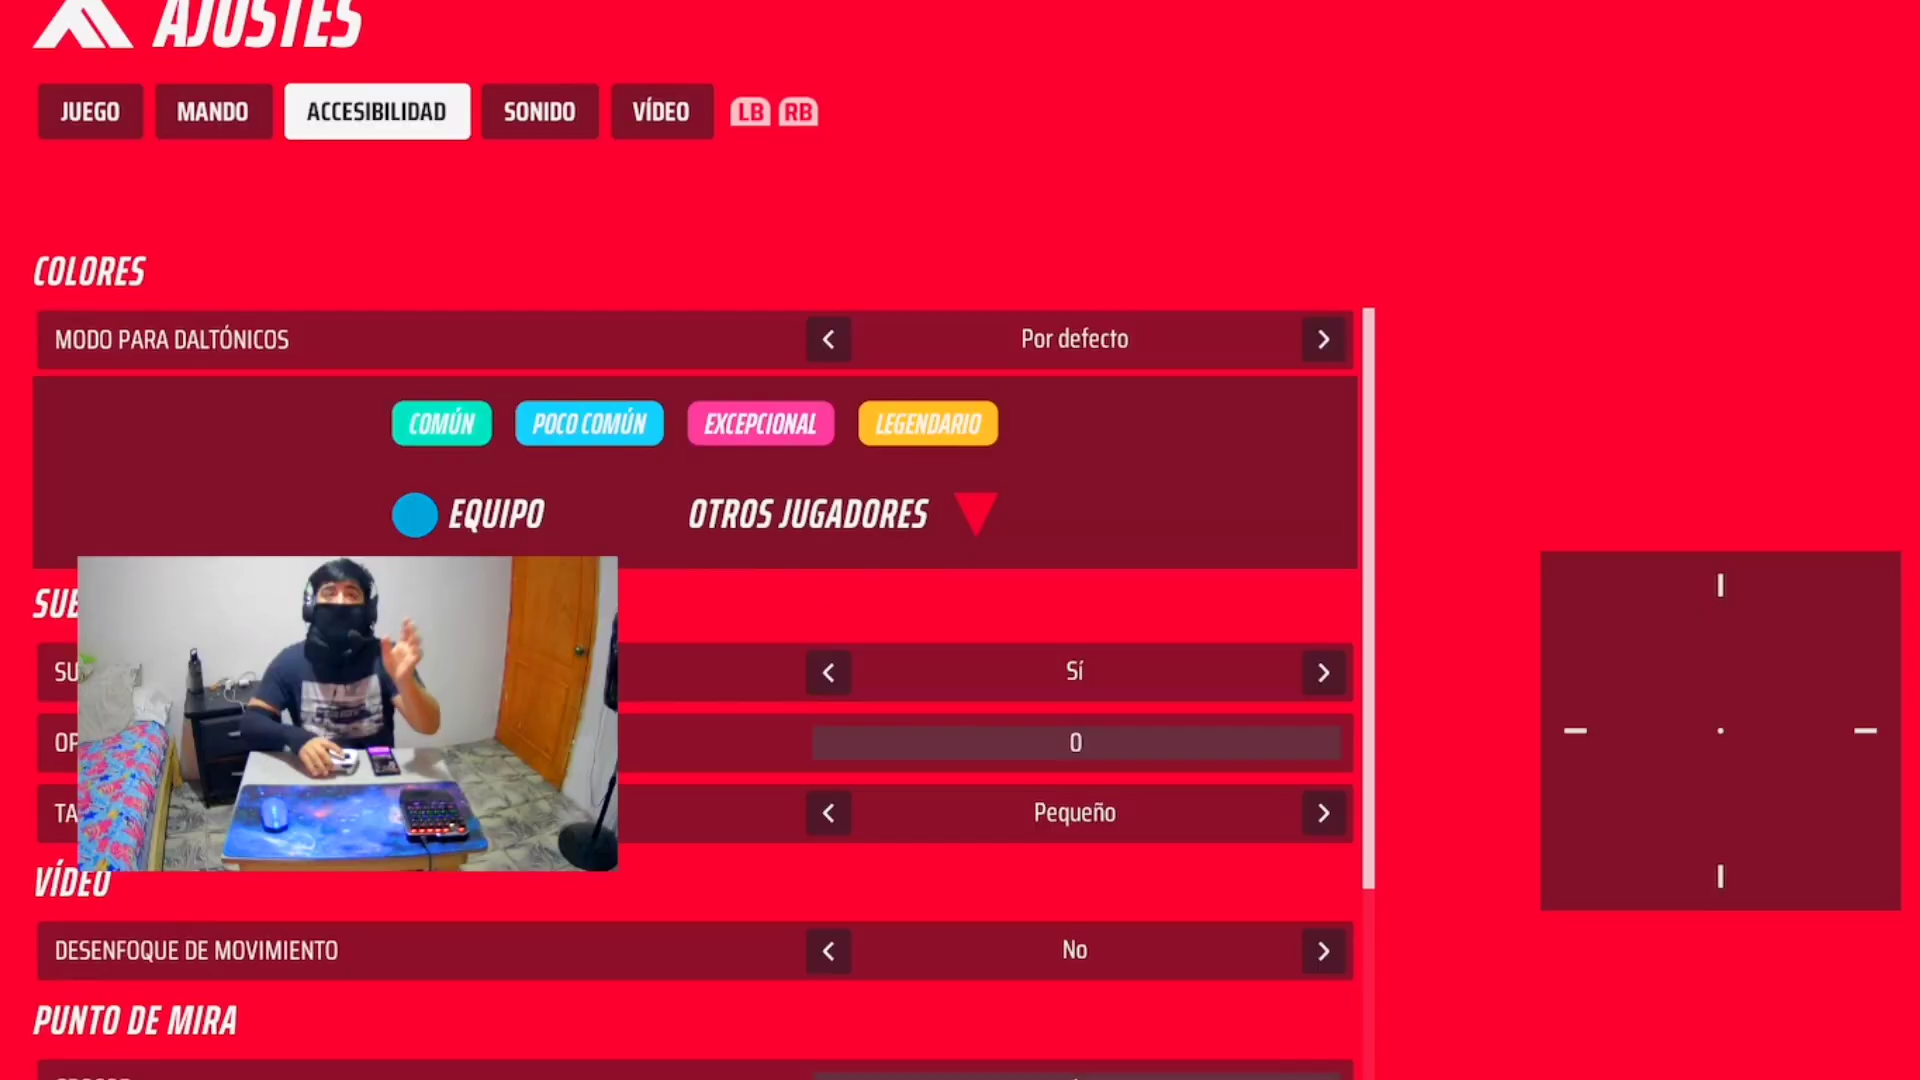 AJUSTES
JUEGO MANDO ACCESIBILIDAD SONIDO VÍDEO LB RB
COLORES
MODO PARA DALTÓNICOS Por defecto
COMÚN POCO COMÚN EXCEPCIONAL LEGENDARIO
EQUIPO OTROS JUGADORES
Sí
0
Pequeño
VÍDEO
DESENFOQUE DE MOVIMIENTO No
PUNTO DE MIRA